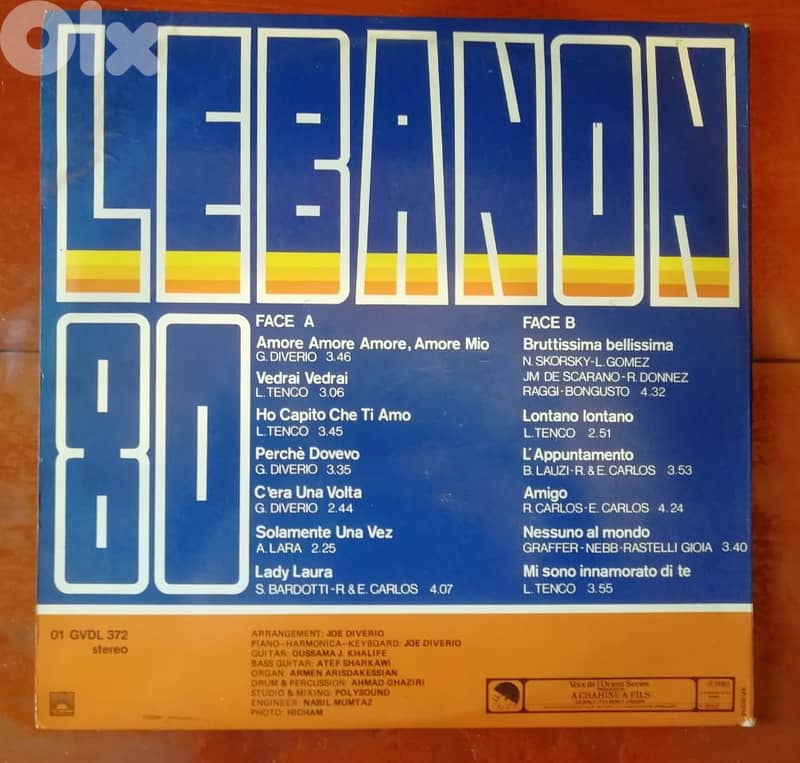 Olx
LEBANON
80
FACE A
Amore Amore Amore, Amore Mio
G. DIVERIO 3.46
Vedrai Vedrai
L. TENCO 3.06
Ho Capito Che Ti Amo
L. TENCO 3.45
Perchè Dovevo
G. DIVERIO 3.35
C'era Una Volta
G. DIVERIO 2.44
Solamente Una Vez
A. LARA 2.25
Lady Laura
S. BARDOTTI-R. & E. CARLOS 4.07
FACE B
Bruttissima bellissima
N. SKORSKY-L. GOMEZ
JM DE SCARANO-R. DONNEZ
RAGGI-BONGUSTO 4.32
Lontano lontano
L. TENCO 2.51
L'Appuntamento
B. LAUZI-R. & E. CARLOS 3.53
Amigo
R. CARLOS-E. CARLOS 4.24
Nessuno al mondo
GRAFFER-NEBB-RASTELLI GIOIA 3.40
Mi sono innamorato di te
L. TENCO 3.55
01 GVDL 372
stereo
ARRANGEMENT: JOE DIVERIO
PIANO-HARMONICA-KEYBOARD: JOE DIVERIO
GUITAR: OUSSAMA J. KHALIFE
BASS GUITAR: ATEF SHARKAWI
ORGAN: ARMEN ARISDAKESSIAN
DRUM & PERCUSSION: AHMAD GHAZIRI
STUDIO & MIXING: POLYSOUND
ENGINEER: NABIL MUMTAZ
PHOTO: HICHAM
Voix de l'Orient Series
A. CHAHINE & FILS